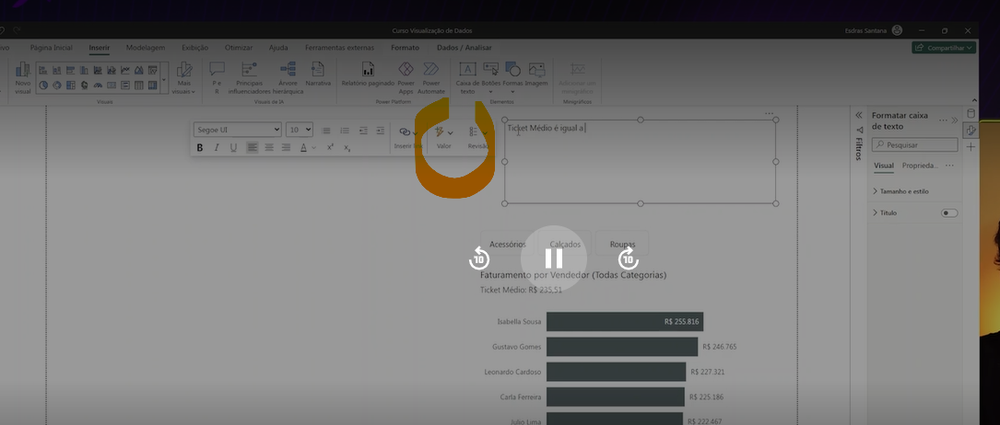 Curso Visualização de Dados
Esdras Santana
Página Inicial Inserir Modelagem Exibição Otimizar Ajuda Ferramentas externas Formato Dados / Analisar
Compartilhar
Novo visual
Mais visuais
P e R
Principais influenciadores
Árvore hierárquica
Narrativa
Relatório paginado
Power Apps
Power Automate
Caixa de texto
Botões
Formas
Imagem
Adicionar um minigráfico
Visuais
Visuais de IA
Power Platform
Elementos
Minigráficos
Segoe UI
10
Inserir
Valor
Revisão
B I U A x² x₂
Ticket Médio é igual a
Filtros
Formatar caixa de texto
Pesquisar
Visual Proprieda...
Tamanho e estilo
Título
Acessórios Calçados Roupas
10 10
Faturamento por Vendedor (Todas Categorias)
Ticket Médio: R$ 235,51
Isabella Sousa R$ 255.816
Gustavo Gomes R$ 246.765
Leonardo Cardoso R$ 227.321
Carla Ferreira R$ 225.186
Julio Lima R$ 222.467